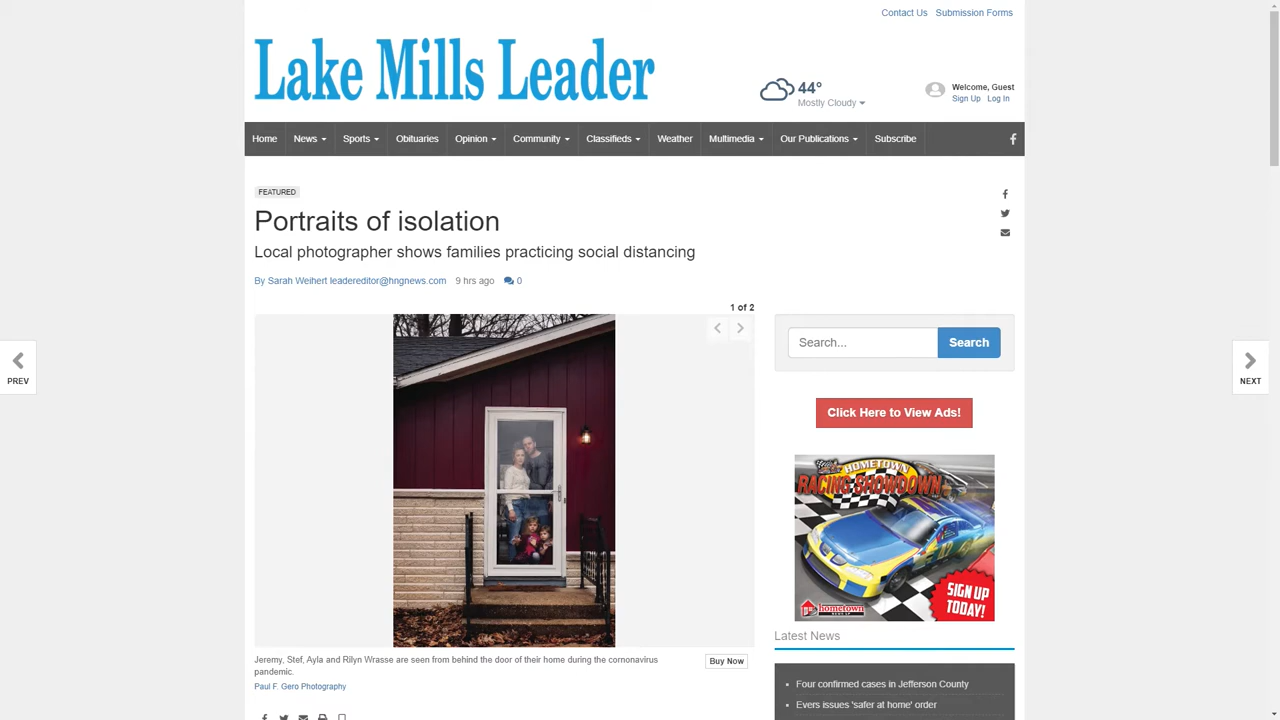 Contact Us Submission Forms
Lake Mills Leader
44°
Mostly Cloudy
Welcome, Guest
Sign Up Log In
Home News Sports Obituaries Opinion Community Classifieds Weather Multimedia Our Publications Subscribe
FEATURED
Portraits of isolation
Local photographer shows families practicing social distancing
By Sarah Weihert leadereditor@hngnews.com 9 hrs ago 0
1 of 2
Search... Search
PREV
NEXT
Click Here to View Ads!
HOMETOWN
RACING SHOWDOWN
SIGN UP
TODAY!
hometown
Latest News
Jeremy, Stef, Ayla and Rilyn Wrasse are seen from behind the door of their home during the cornonavirus
pandemic.
Buy Now
Paul F. Gero Photography
Four confirmed cases in Jefferson County
Evers issues 'safer at home' order